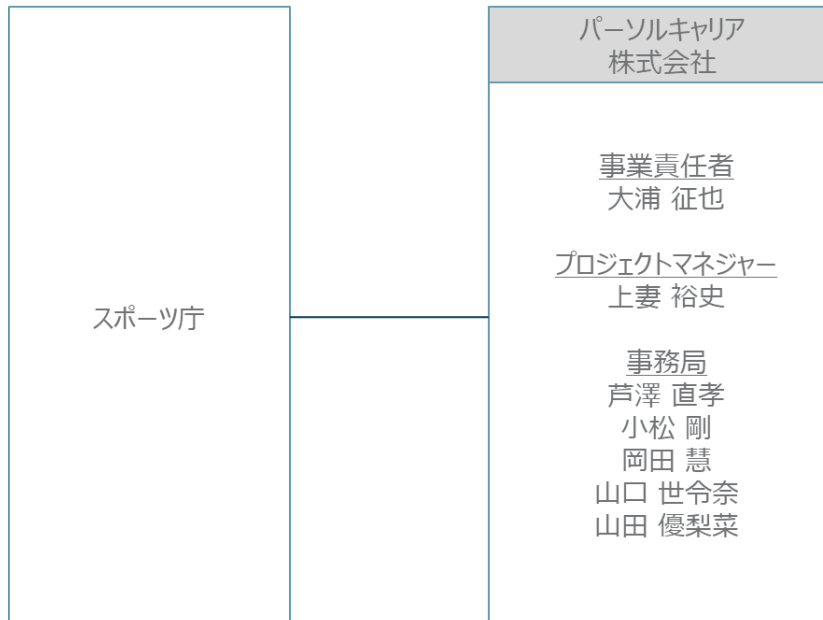 スポーツ庁
パーソルキャリア
株式会社
事業責任者
大浦 征也
プロジェクトマネジャー
上妻 裕史
事務局
芦澤 直孝
小松 剛
岡田 慧
山口 世令奈
山田 優梨菜